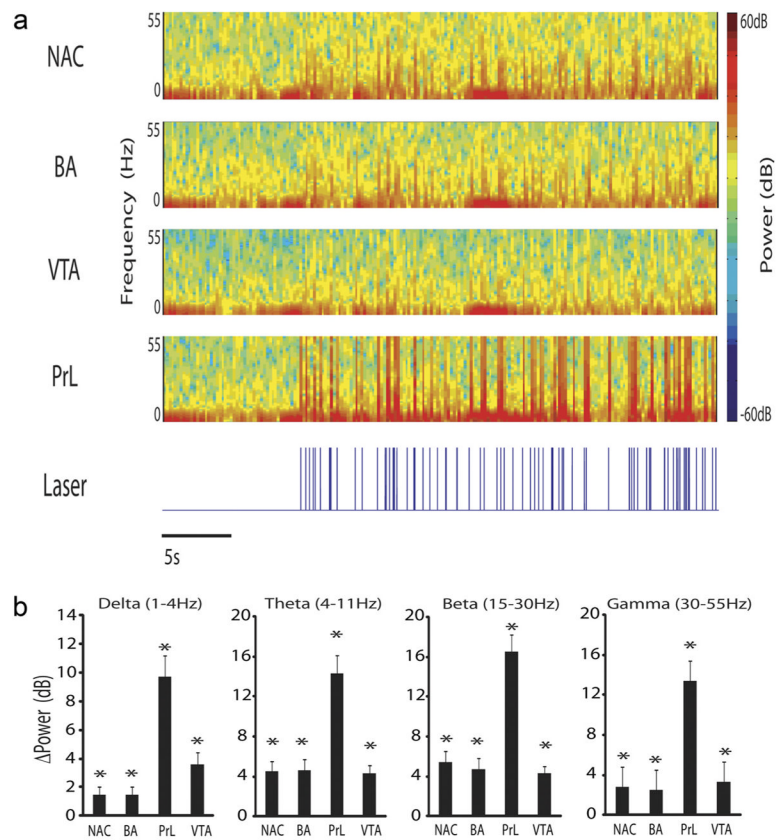 a
NAC
BA
VTA
PrL
Laser
Frequency (Hz)
55
0
55
0
55
0
55
0
60dB
-60dB
Power (dB)
5s
b
Delta (1-4Hz)
ΔPower (dB)
14
12
10
8
6
4
2
0
*
*
*
*
NAC BA PrL VTA
Theta (4-11Hz)
20
16
12
8
4
0
*
*
*
*
NAC BA PrL VTA
Beta (15-30Hz)
20
16
12
8
4
0
*
*
*
*
NAC BA PrL VTA
Gamma (30-55Hz)
20
16
12
8
4
0
*
*
*
*
NAC BA PrL VTA